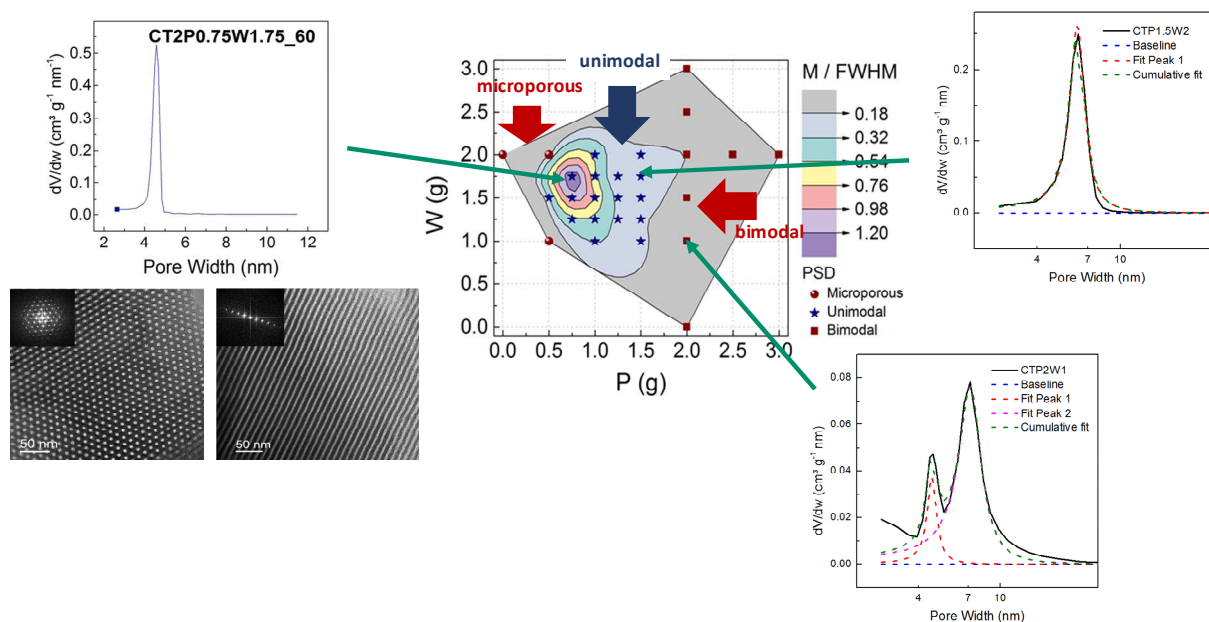 CT2P0.75W1.75_60
0.5
0.4
0.3
0.2
0.1
0.0
dV/dw (cm³ g⁻¹ nm⁻¹)
2
4
6
8
10
12
Pore Width (nm)
50 nm
50 nm
unimodal
microporous
bimodal
3.0
2.5
2.0
1.5
1.0
0.5
0.0
W (g)
0.0
0.5
1.0
1.5
2.0
2.5
3.0
P (g)
M / FWHM
0.18
0.32
0.54
0.76
0.98
1.20
PSD
Microporous
Unimodal
Bimodal
CTP1.5W2
Baseline
Fit Peak 1
Cumulative fit
0.2
0.1
0.0
dV/dw (cm³ g⁻¹ nm)
4
7
10
Pore Width (nm)
CTP2W1
Baseline
Fit Peak 1
Fit Peak 2
Cumulative fit
0.08
0.06
0.04
0.02
0.00
dV/dw (cm³ g⁻¹ nm)
4
7
10
Pore Width (nm)